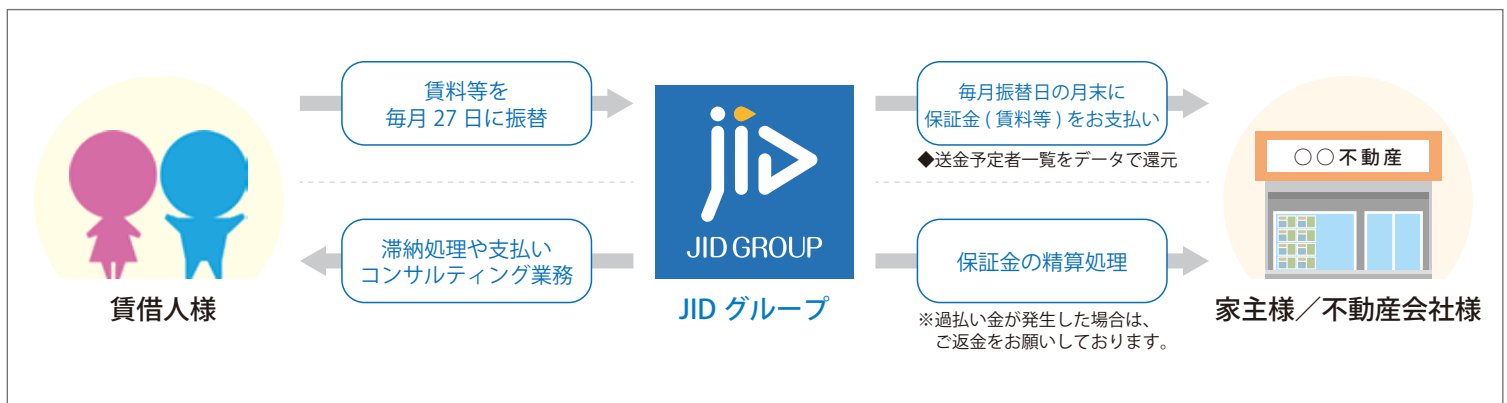 賃料等を
毎月 27 日に振替
毎月振替日の月末に
保証金 ( 賃料等 ) をお支払い
◆送金予定者一覧をデータで還元
jid
JID GROUP
○○不動産
滞納処理や支払い
コンサルティング業務
保証金の精算処理
賃借人様
JID グループ
※過払い金が発生した場合は、
ご返金をお願いしております。
家主様／不動産会社様